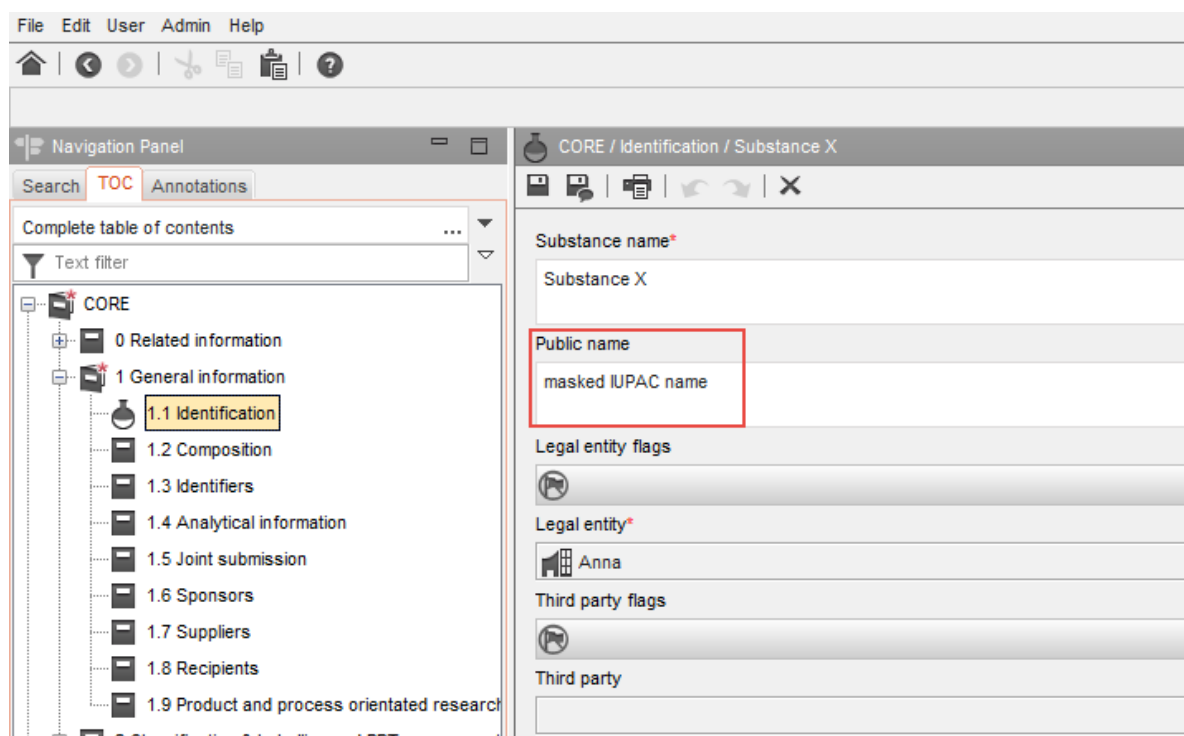 File Edit User Admin Help
Navigation Panel
Search TOC Annotations
Complete table of contents ...
Text filter
CORE
0 Related information
1 General information
1.1 Identification
1.2 Composition
1.3 Identifiers
1.4 Analytical information
1.5 Joint submission
1.6 Sponsors
1.7 Suppliers
1.8 Recipients
1.9 Product and process orientated research
CORE / Identification / Substance X
Substance name*
Substance X
Public name
masked IUPAC name
Legal entity flags
Legal entity*
Anna
Third party flags
Third party